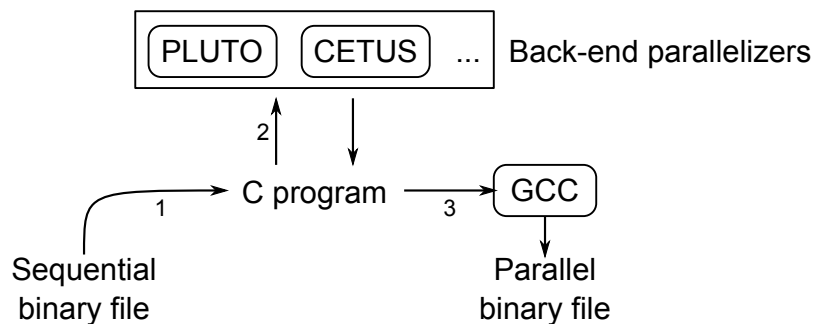 PLUTO CETUS ... Back-end parallelizers
2
C program GCC
1 3
Sequential Parallel
binary file binary file